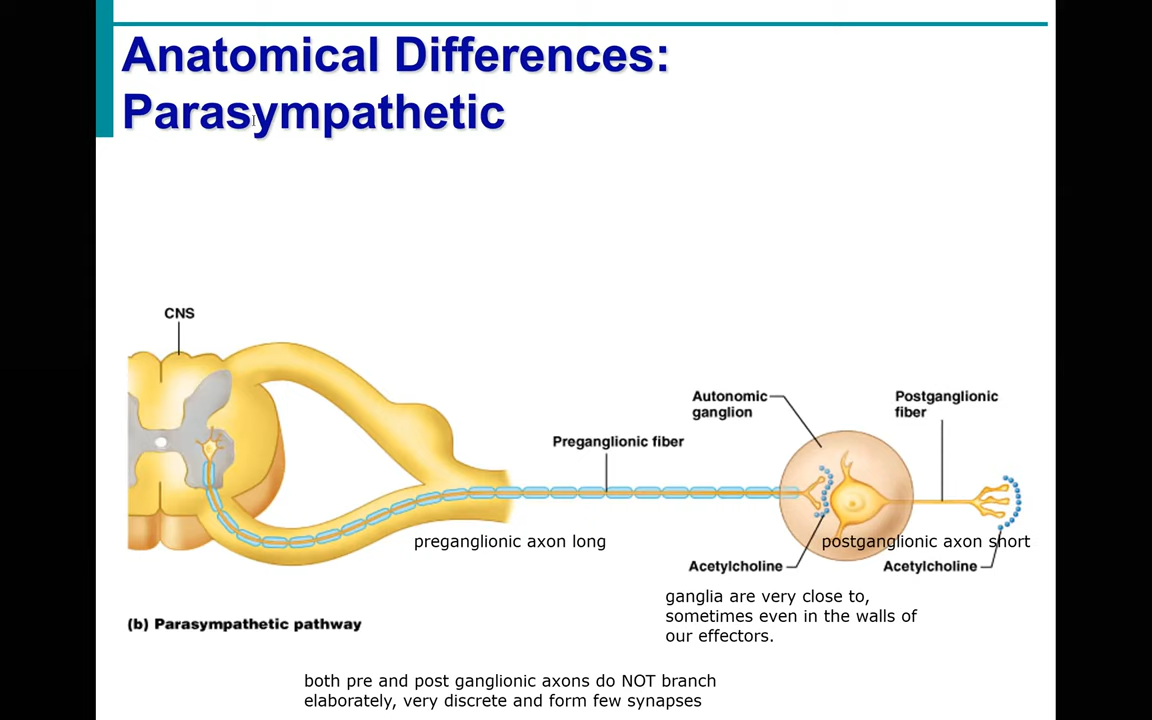 Anatomical Differences:
Parasympathetic
CNS
Autonomic
ganglion
Postganglionic
fiber
Preganglionic fiber
preganglionic axon long
postganglionic axon short
Acetylcholine
Acetylcholine
ganglia are very close to,
sometimes even in the walls of
our effectors.
(b) Parasympathetic pathway
both pre and post ganglionic axons do NOT branch
elaborately, very discrete and form few synapses